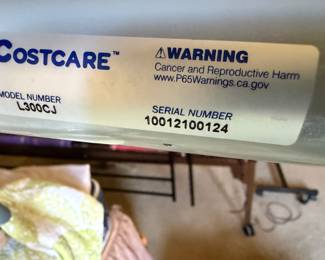 COSTCARE™
⚠WARNING
Cancer and Reproductive Harm
www.P65Warnings.ca.gov
MODEL NUMBER
L300CJ
SERIAL NUMBER
10012100124